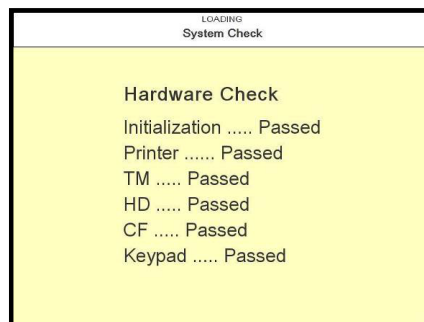 LOADING
System Check
Hardware Check
Initialization ..... Passed
Printer ...... Passed
TM ..... Passed
HD ..... Passed
CF ..... Passed
Keypad ..... Passed